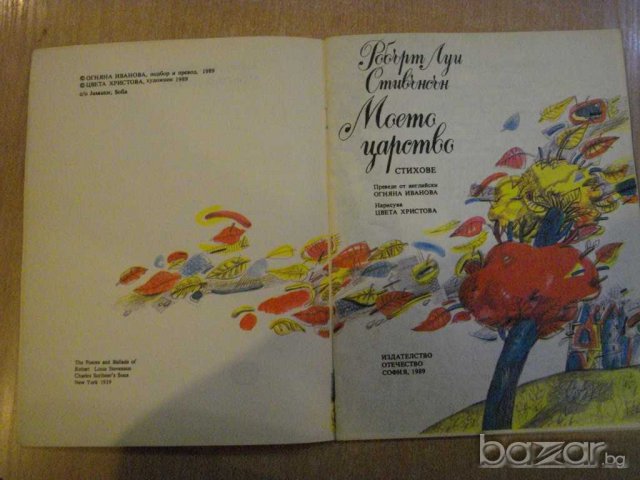 © ОГНЯНА ИВАНОВА, подбор и превод, 1989
© ЦВЕТА ХРИСТОВА, художник 1989
c/o Jusautor, Sofia
The Poems and Ballads of
Robert Louis Stevenson
Charles Scribner's Sons
New York 1919
Робърт Луи
Стивънсън
Моето
царство
СТИХОВЕ
Преведе от английски
ОГНЯНА ИВАНОВА
Нарисува
ЦВЕТА ХРИСТОВА
ИЗДАТЕЛСТВО
ОТЕЧЕСТВО
СОФИЯ, 1989
bazar.bg